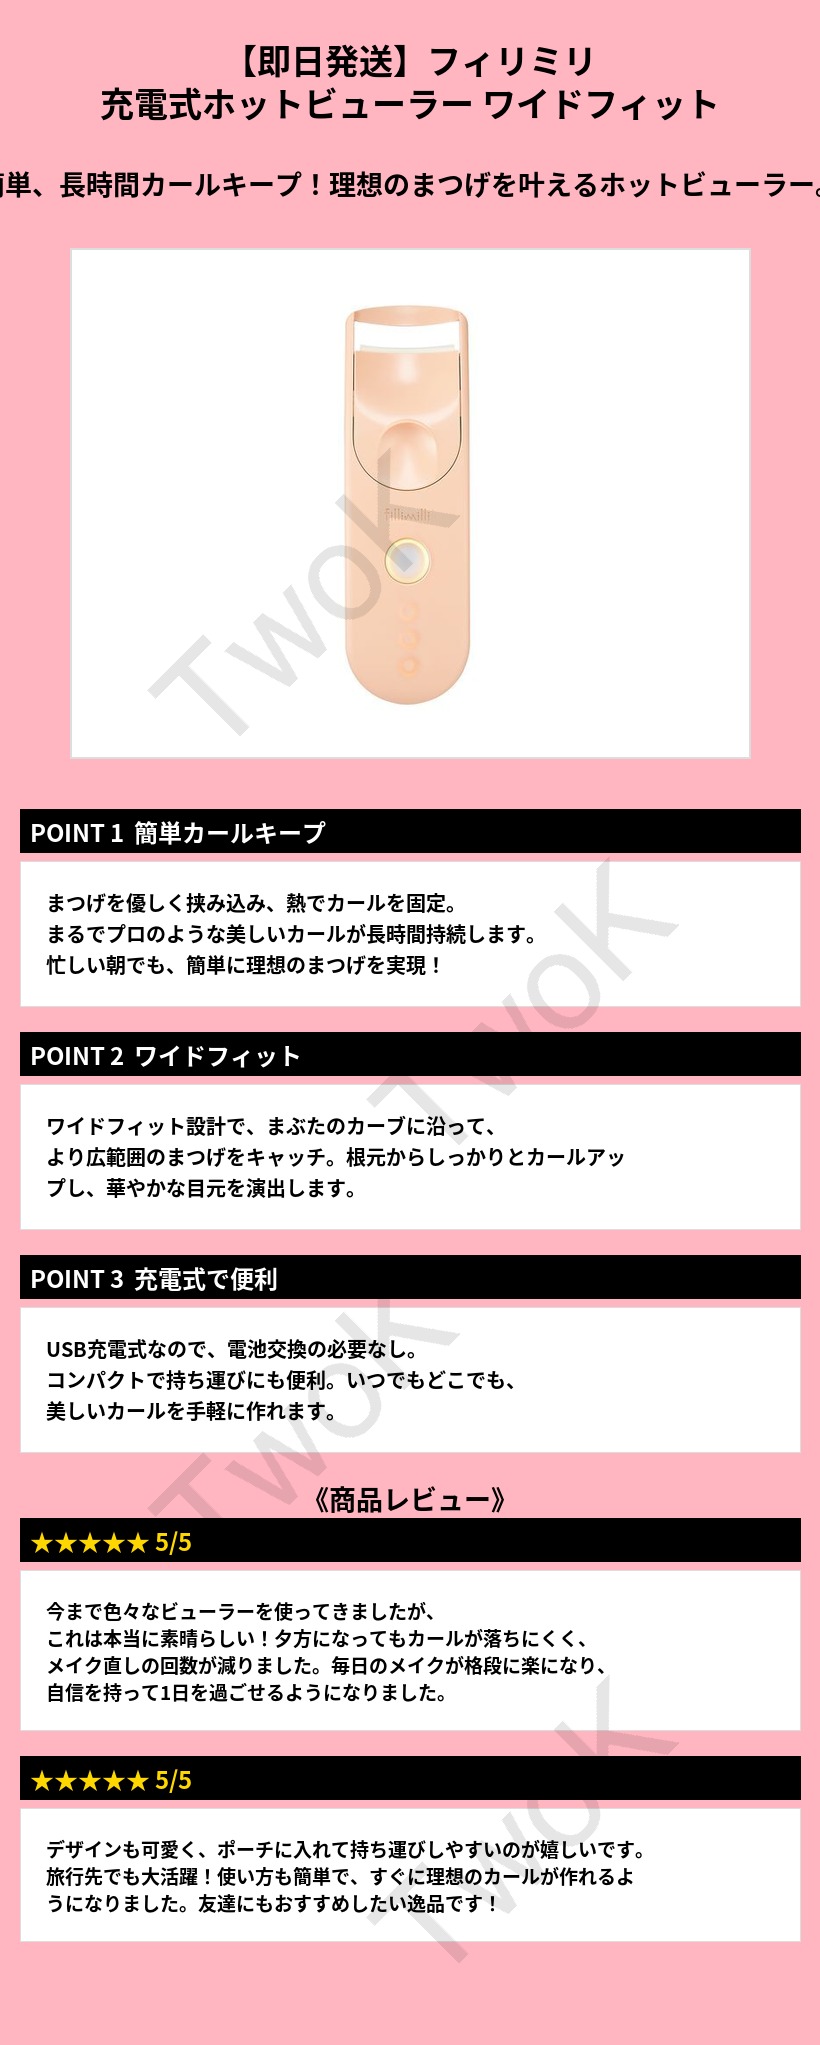 【即日発送】フィリミリ
充電式ホットビューラー ワイドフィット
単、長時間カールキープ！理想のまつげを叶えるホットビューラー。
fillimilli
TwoK
POINT 1 簡単カールキープ
まつげを優しく挟み込み、熱でカールを固定。
まるでプロのような美しいカールが長時間持続します。
忙しい朝でも、簡単に理想のまつげを実現！
TwoK
POINT 2 ワイドフィット
ワイドフィット設計で、まぶたのカーブに沿って、
より広範囲のまつげをキャッチ。根元からしっかりとカールアッ
プし、華やかな目元を演出します。
POINT 3 充電式で便利
USB充電式なので、電池交換の必要なし。
コンパクトで持ち運びにも便利。いつでもどこでも、
美しいカールを手軽に作れます。
TwoK
《商品レビュー》
★★★★★ 5/5
今まで色々なビューラーを使ってきましたが、
これは本当に素晴らしい！夕方になってもカールが落ちにくく、
メイク直しの回数が減りました。毎日のメイクが格段に楽になり、
自信を持って1日を過ごせるようになりました。
★★★★★ 5/5
デザインも可愛く、ポーチに入れて持ち運びしやすいのが嬉しいです。
旅行先でも大活躍！使い方も簡単で、すぐに理想のカールが作れるよ
うになりました。友達にもおすすめしたい逸品です！
TwoK